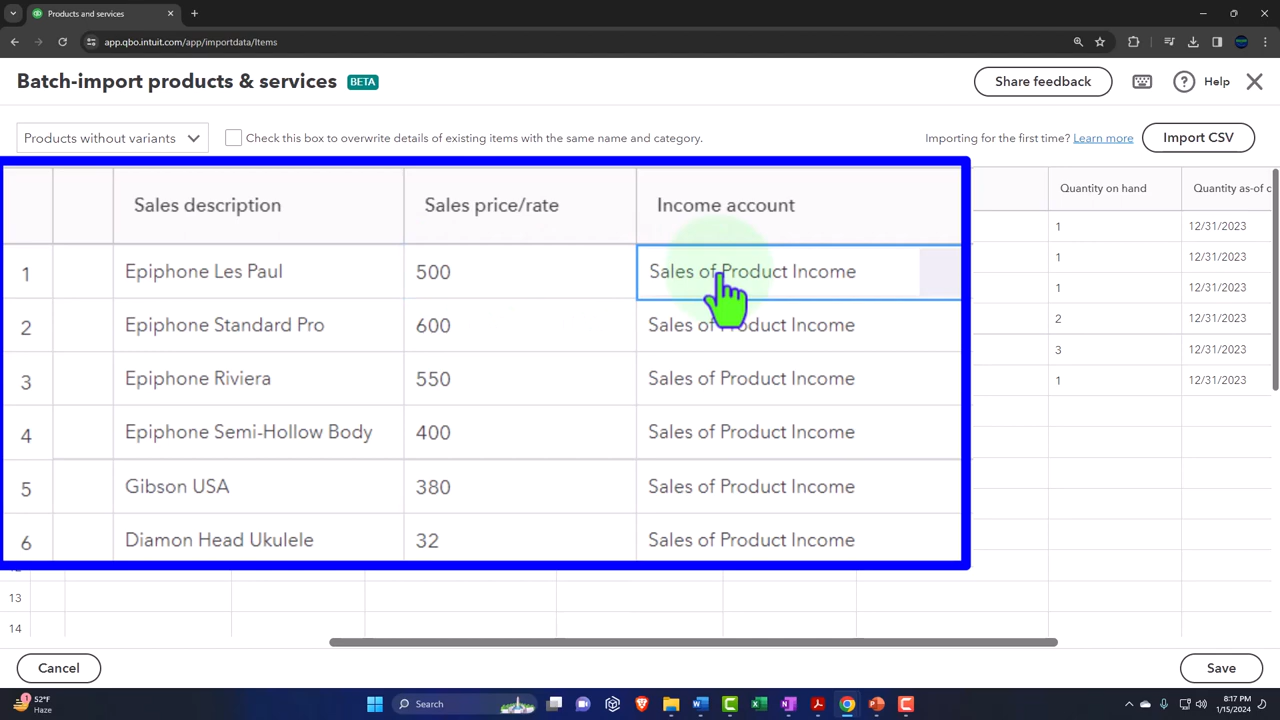 Products and services
app.qbo.intuit.com/app/importdata/Items
Batch-import products & services BETA
Share feedback
Help
Products without variants
Check this box to overwrite details of existing items with the same name and category.
Importing for the first time? Learn more
Import CSV
Sales description Sales price/rate Income account Quantity on hand Quantity as-of c
1 Epiphone Les Paul 500 Sales of Product Income
2 Epiphone Standard Pro 600 Sales of Product Income
3 Epiphone Riviera 550 Sales of Product Income
4 Epiphone Semi-Hollow Body 400 Sales of Product Income
5 Gibson USA 380 Sales of Product Income
6 Diamon Head Ukulele 32 Sales of Product Income
1 12/31/2023
1 12/31/2023
1 12/31/2023
2 12/31/2023
3 12/31/2023
1 12/31/2023
13
14
Cancel
Save
52°F
Haze
Search
8:17 PM
1/15/2024